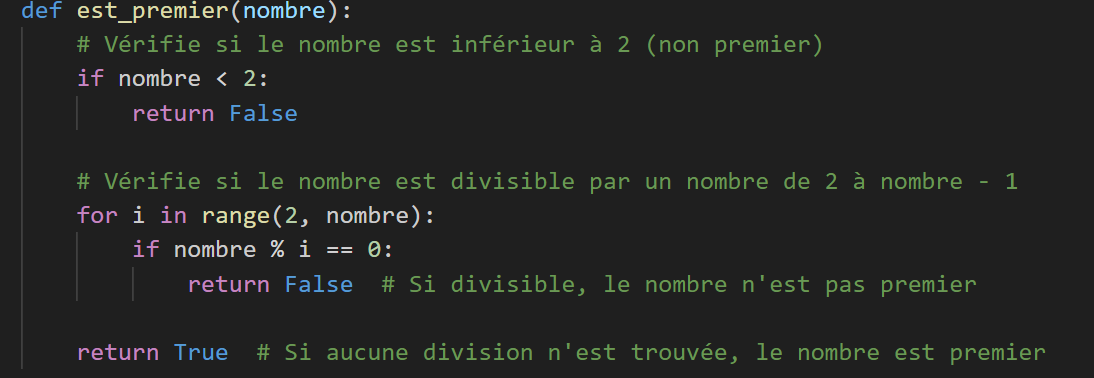 def est_premier(nombre):
    # Vérifie si le nombre est inférieur à 2 (non premier)
    if nombre < 2:
        return False
    # Vérifie si le nombre est divisible par un nombre de 2 à nombre - 1
    for i in range(2, nombre):
        if nombre % i == 0:
            return False  # Si divisible, le nombre n'est pas premier
    return True  # Si aucune division n'est trouvée, le nombre est premier